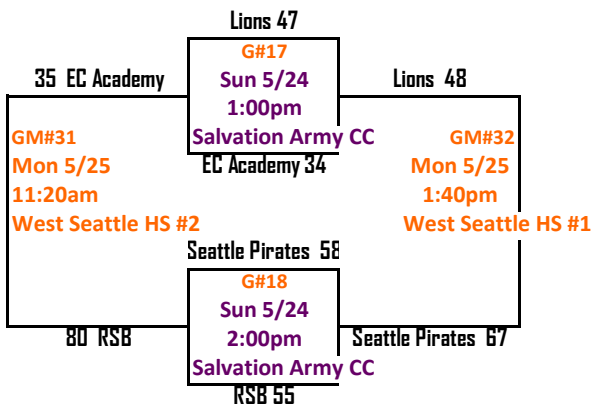 Lions 47
G#17
35 EC Academy
Sun 5/24
Lions 48
1:00pm
Salvation Army CC
EC Academy 34
GM#31
Mon 5/25
11:20am
West Seattle HS #2
GM#32
Mon 5/25
1:40pm
West Seattle HS #1
Seattle Pirates 58
G#18
Sun 5/24
80 RSB
2:00pm
Seattle Pirates 67
Salvation Army CC
RSB 55